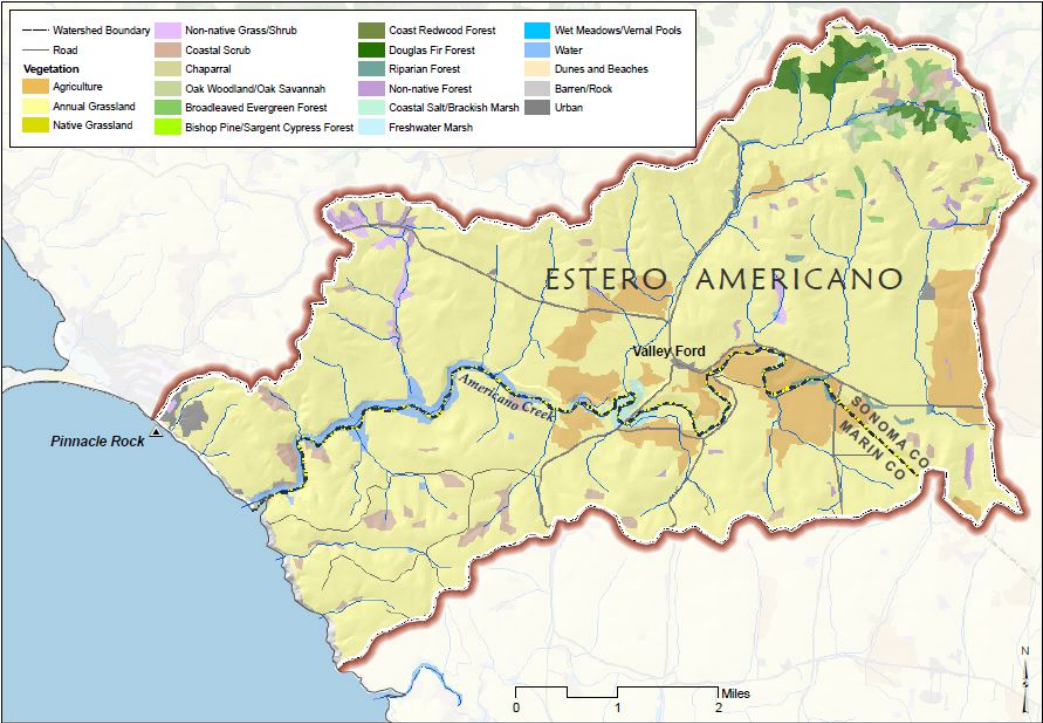 Watershed Boundary
Road
Vegetation
Agriculture
Annual Grassland
Native Grassland
Non-native Grass/Shrub
Coastal Scrub
Chaparral
Oak Woodland/Oak Savannah
Broadleaved Evergreen Forest
Bishop Pine/Sargent Cypress Forest
Coast Redwood Forest
Douglas Fir Forest
Riparian Forest
Non-native Forest
Coastal Salt/Brackish Marsh
Freshwater Marsh
Wet Meadows/Vernal Pools
Water
Dunes and Beaches
Barren/Rock
Urban
ESTERO AMERICANO
Valley Ford
Americano Creek
SONOMA CO
MARIN CO
Pinnacle Rock
N
Miles
0 1 2